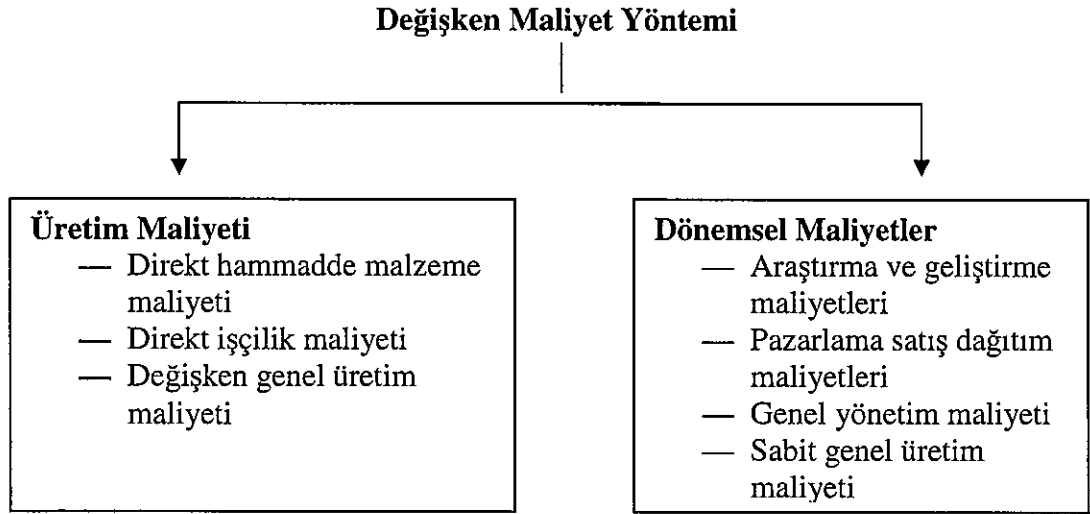 Değişken Maliyet Yöntemi
Üretim Maliyeti
— Direkt hammadde malzeme
maliyeti
— Direkt işçilik maliyeti
— Değişken genel üretim
maliyeti
Dönemsel Maliyetler
— Araştırma ve geliştirme
maliyetleri
— Pazarlama satış dağıtım
maliyetleri
— Genel yönetim maliyeti
— Sabit genel üretim
maliyeti